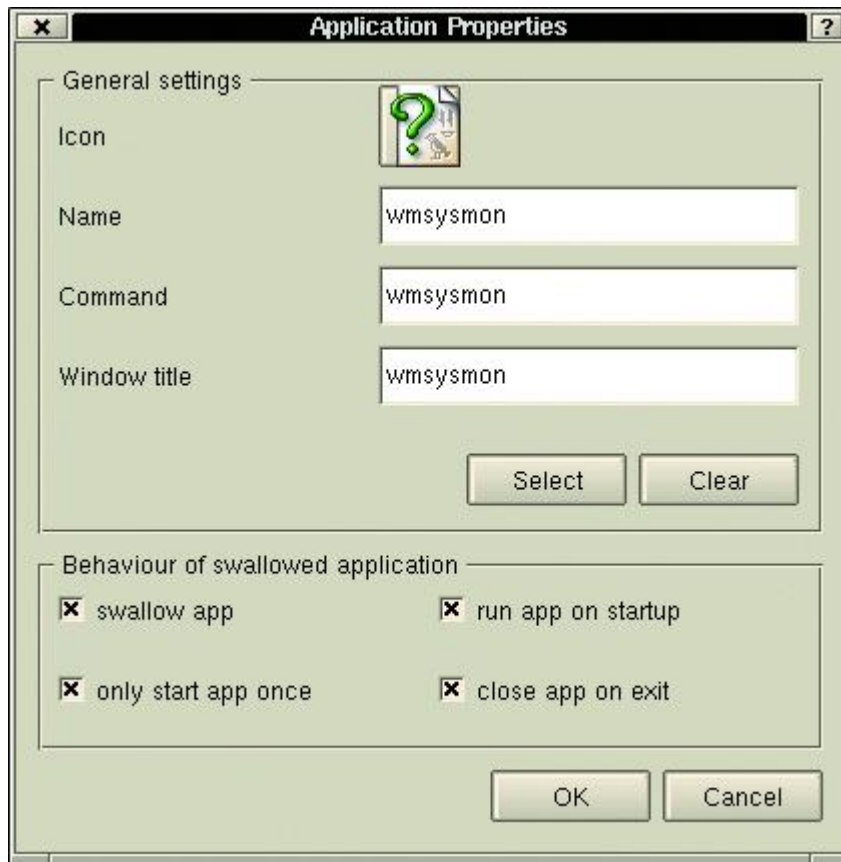 Application Properties ?
General settings
Icon
Name wmsysmon
Command wmsysmon
Window title wmsysmon
Select Clear
Behaviour of swallowed application
swallow app run app on startup
only start app once close app on exit
OK Cancel